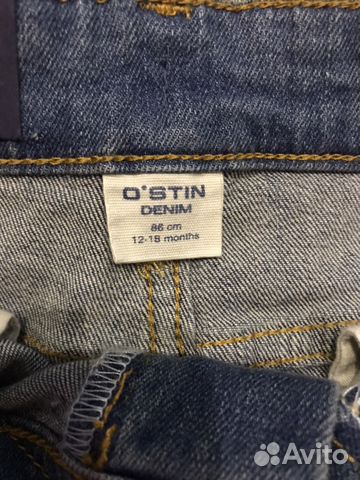 O'STIN
DENIM
86 cm
12-18 months
Avito